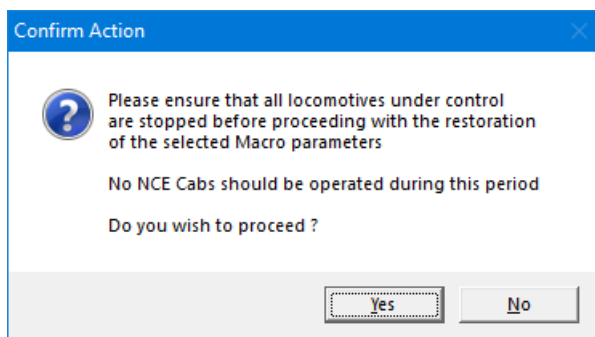 Confirm Action
Please ensure that all locomotives under control
are stopped before proceeding with the restoration
of the selected Macro parameters
No NCE Cabs should be operated during this period
Do you wish to proceed ?
Yes
No